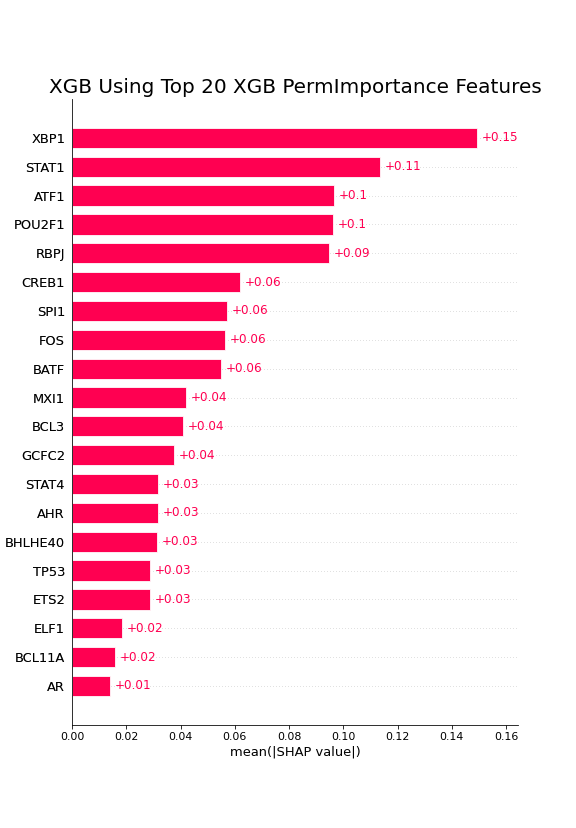 XGB Using Top 20 XGB PermImportance Features
XBP1 +0.15
STAT1 +0.11
ATF1 +0.1
POU2F1 +0.1
RBPJ +0.09
CREB1 +0.06
SPI1 +0.06
FOS +0.06
BATF +0.06
MXI1 +0.04
BCL3 +0.04
GCFC2 +0.04
STAT4 +0.03
AHR +0.03
BHLHE40 +0.03
TP53 +0.03
ETS2 +0.03
ELF1 +0.02
BCL11A +0.02
AR +0.01
0.00 0.02 0.04 0.06 0.08 0.10 0.12 0.14 0.16
mean(|SHAP value|)